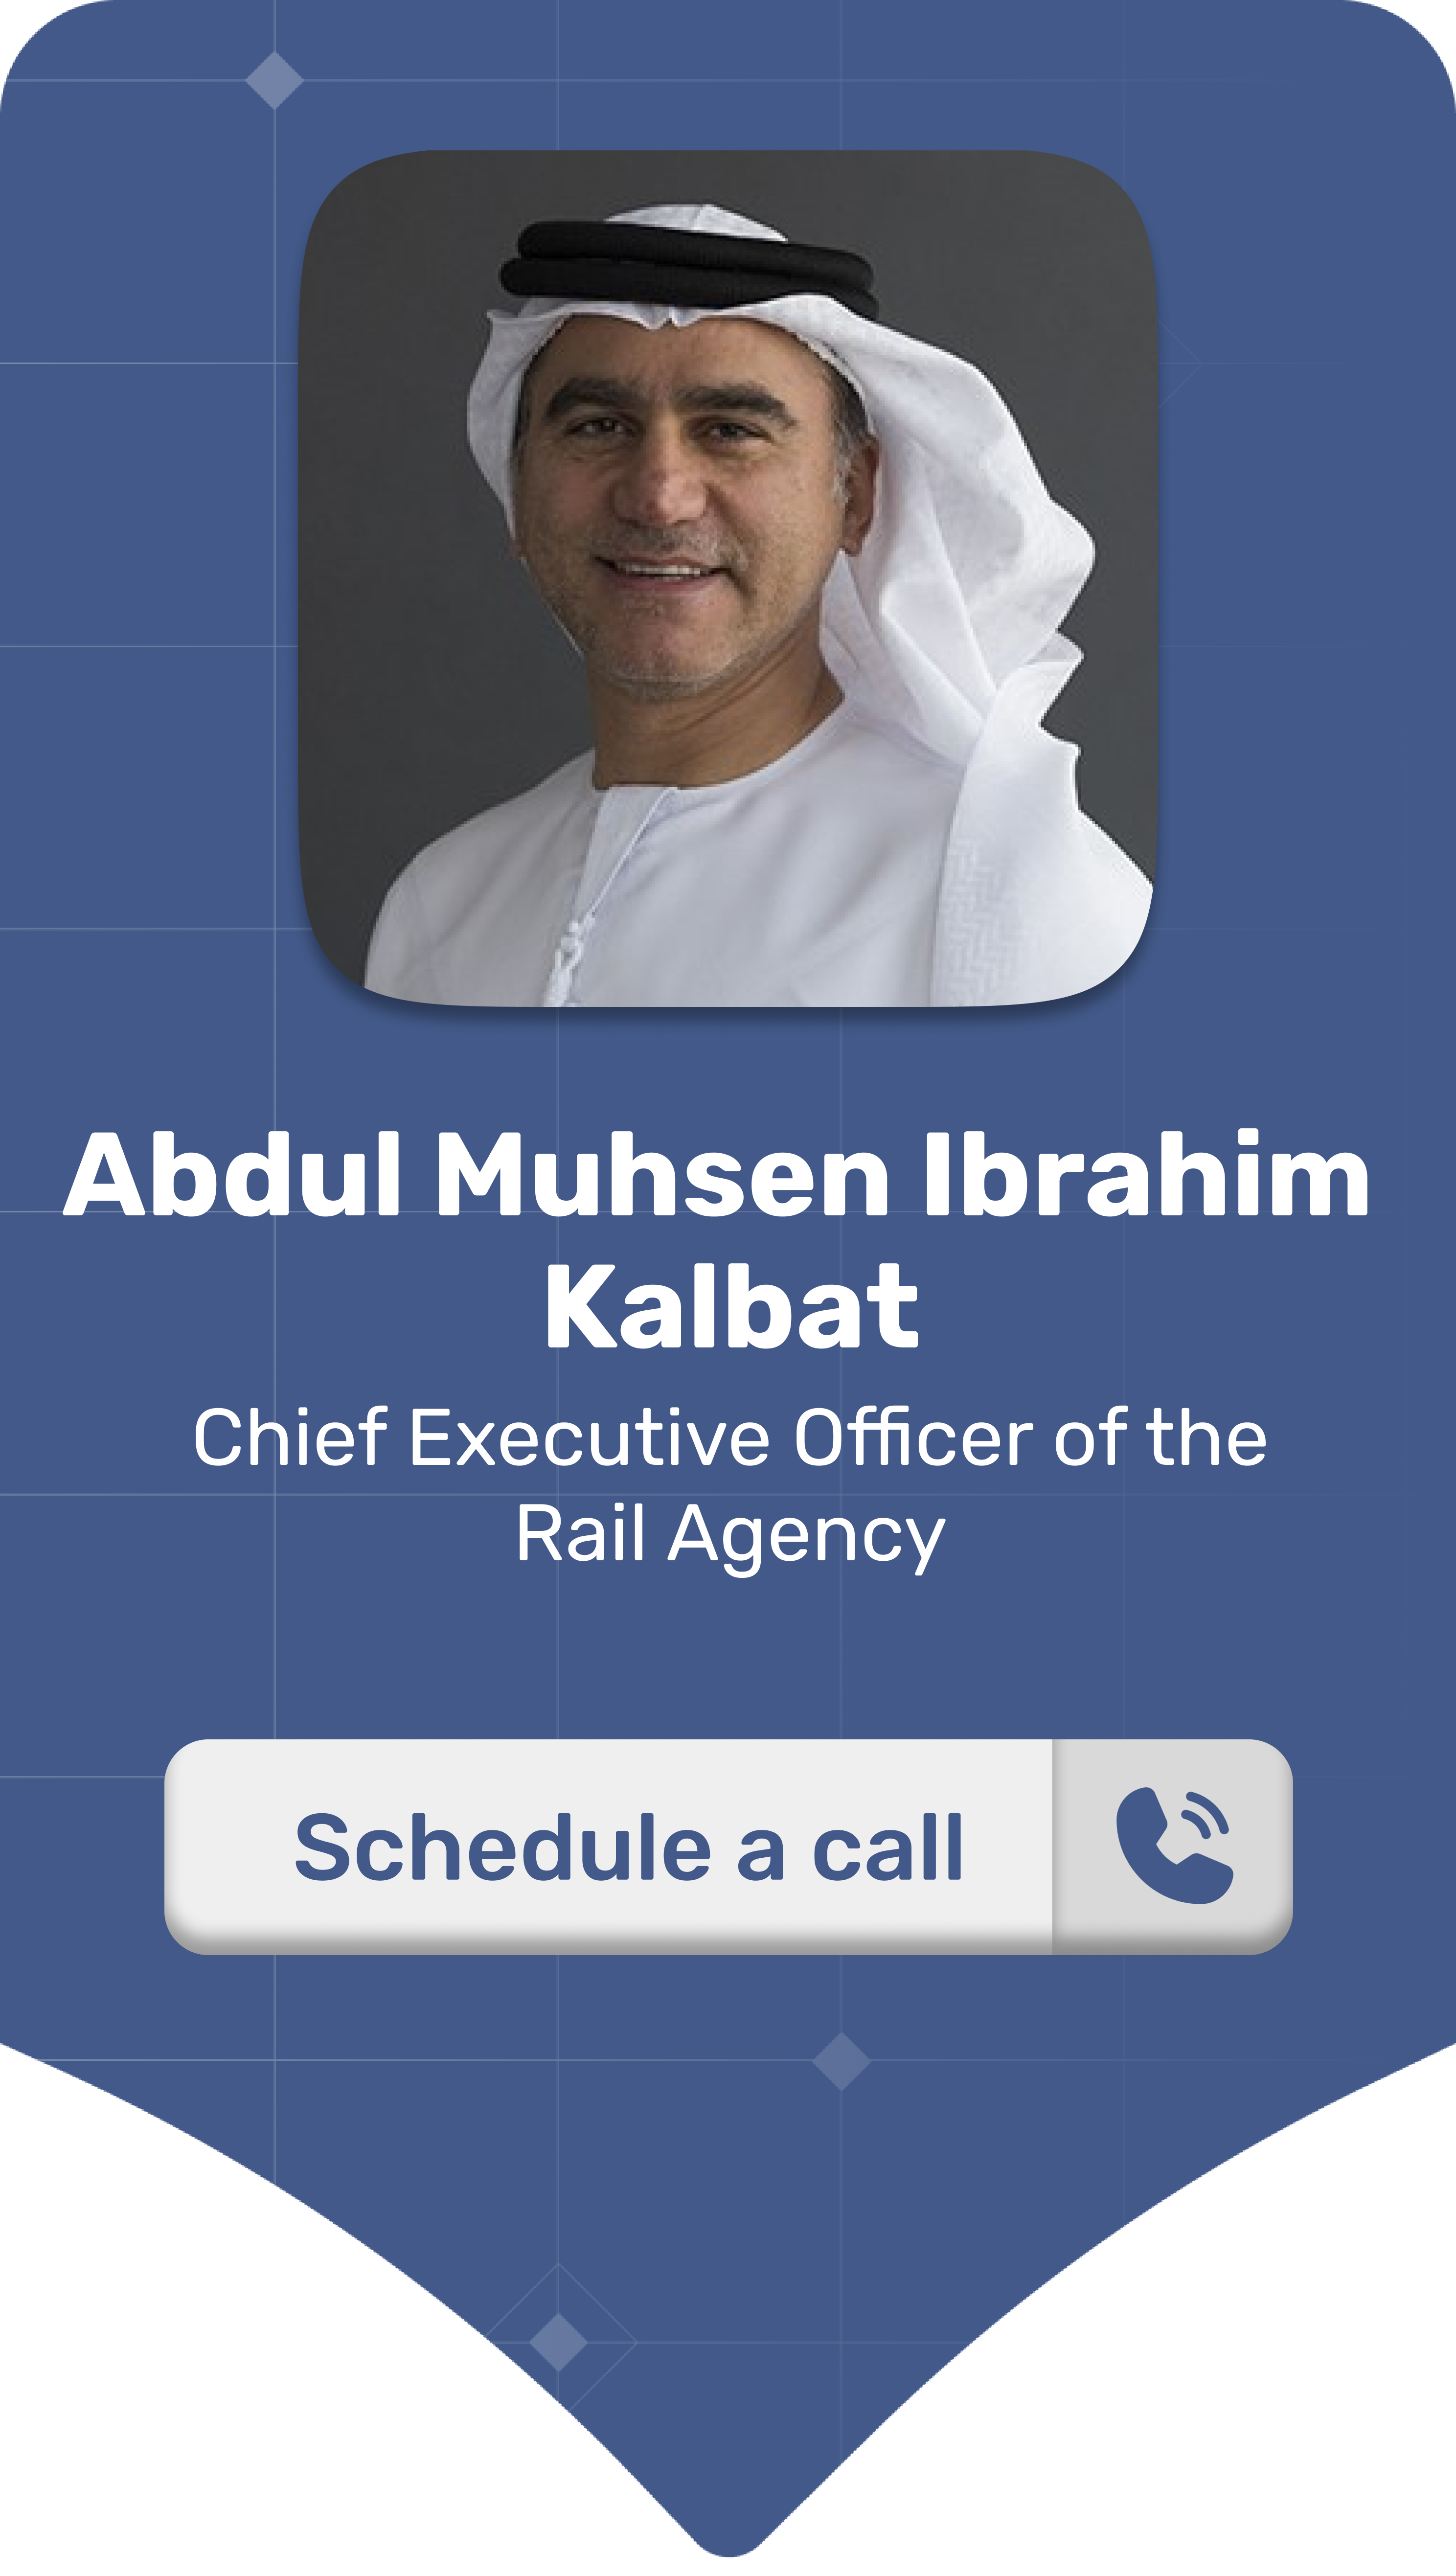 Abdul Muhsen Ibrahim
Kalbat
Chief Executive Officer of the
Rail Agency
Schedule a call